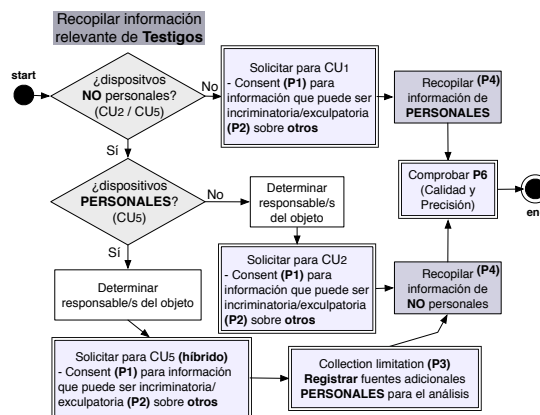 Recopilar información
relevante de Testigos
start
¿dispositvos
NO personales?
(CU2 / CU5)
No
Solicitar para CU1
- Consent (P1) para
información que puede ser
incriminatoria/exculpatoria
(P2) sobre otros
Recopilar (P4)
información de
PERSONALES
Sí
¿dispositivos
PERSONALES?
(CU5)
No
Determinar
responsable/s
del objeto
Comprobar P6
(Calidad y
Precisión)
en
Sí
Solicitar para CU2
- Consent (P1) para
información que puede ser
incriminatoria/exculpatoria
(P2) sobre otros
Recopilar (P4)
información de
NO personales
Determinar
responsable/s del objeto
Solicitar para CU5 (híbrido)
- Consent (P1) para información
que puede ser incriminatoria/
exculpatoria (P2) sobre otros
Collection limitation (P3)
Registrar fuentes adicionales
PERSONALES para el análisis